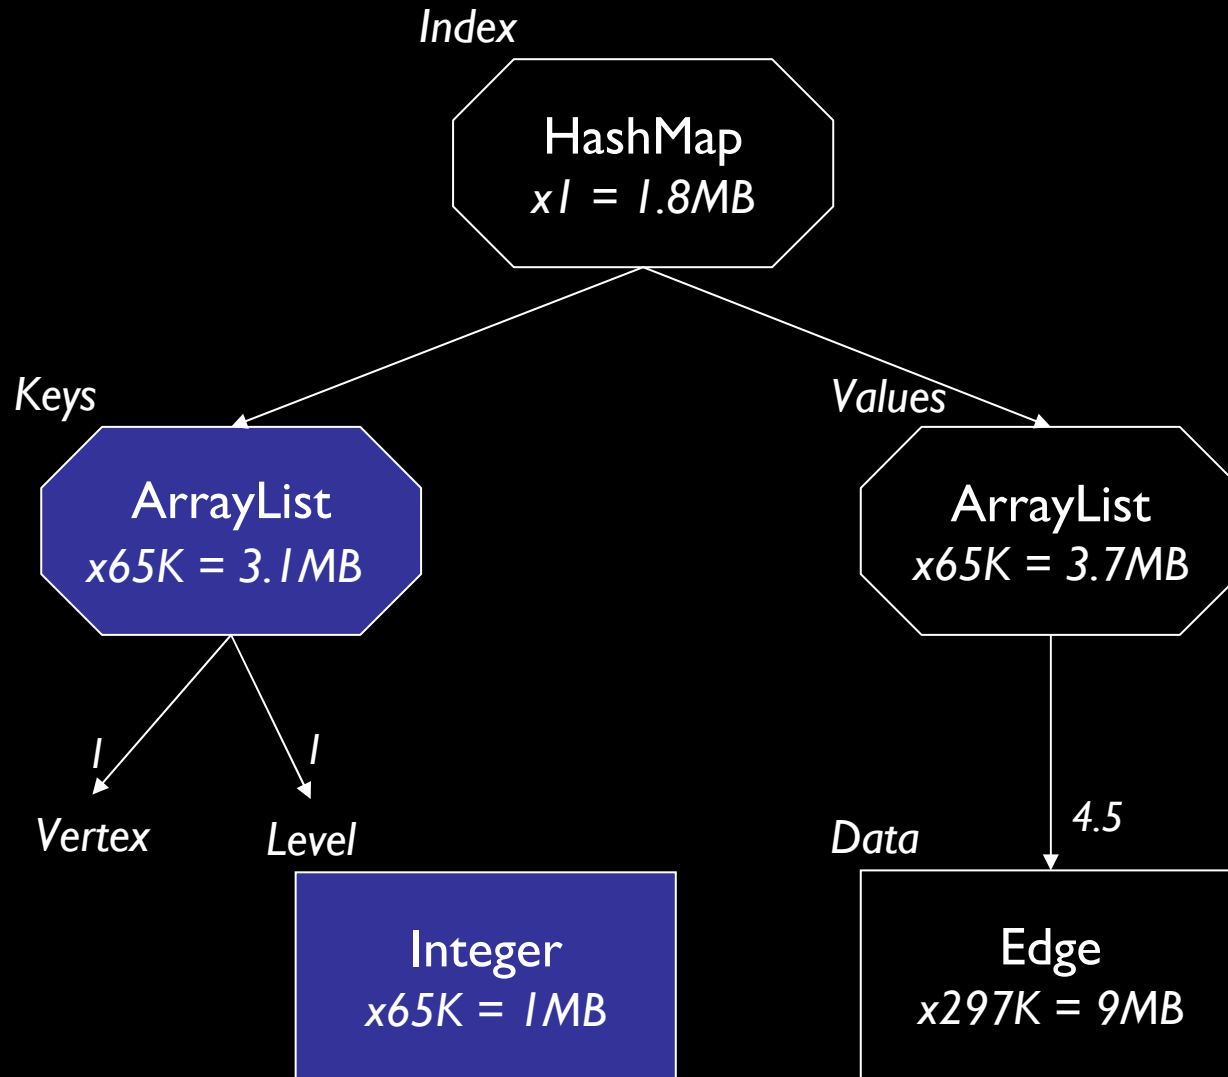 Index
HashMap
x1 = 1.8MB
Keys
Values
ArrayList
x65K = 3.1MB
ArrayList
x65K = 3.7MB
1
1
Vertex
Level
4.5
Data
Integer
x65K = 1MB
Edge
x297K = 9MB